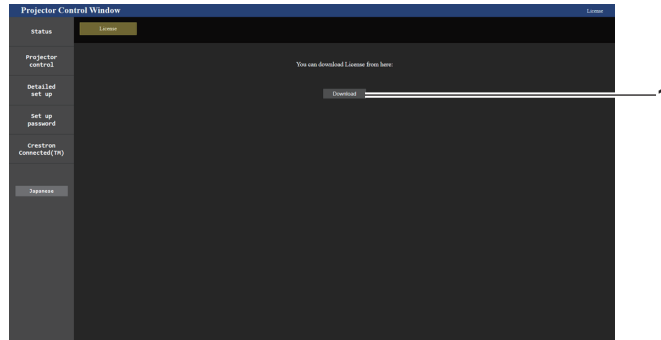 Projector Control Window
License
Status
License
Projector
control
You can download License from here:
Detailed
set up
Download
1
Set up
password
Crestron
Connected(TM)
Japanese